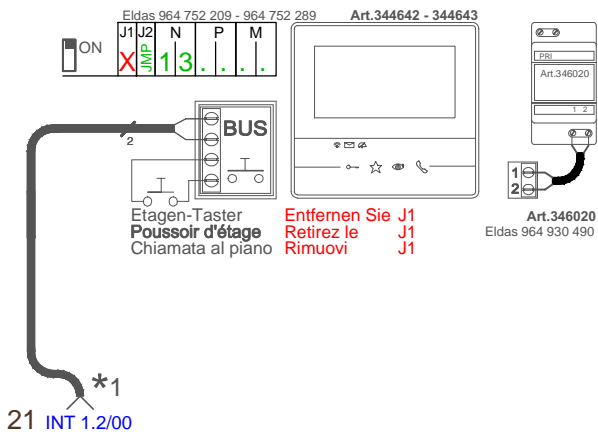 Eldas 964 752 209 - 964 752 289 Art.344642 - 344643
ON
J1 J2 N P M
X JMP 1 3 . . . .
PRI
Art.346020
1 2
BUS
2
1
2
Etagen-Taster
Poussoir d'étage
Chiamata al piano
Entfernen Sie J1
Retirez le J1
Rimuovi J1
Art.346020
Eldas 964 930 490
*1
21 INT 1.2/00